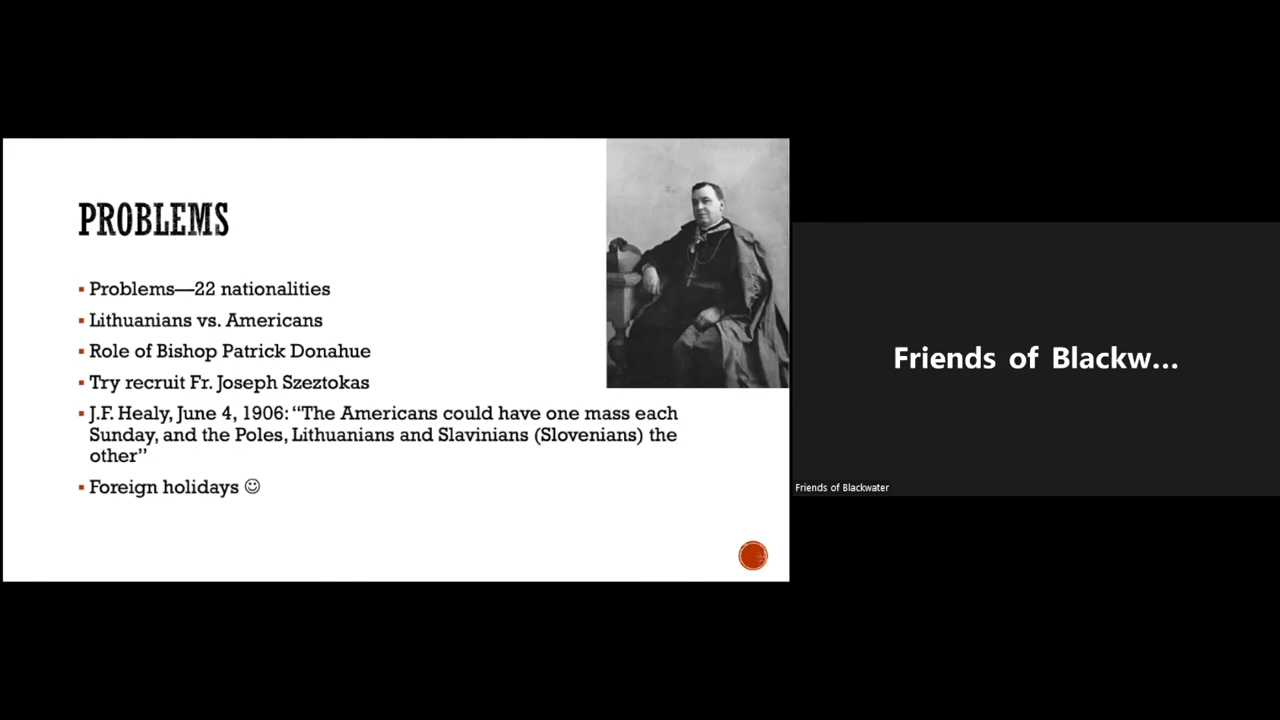 PROBLEMS
▪ Problems—22 nationalities
▪ Lithuanians vs. Americans
▪ Role of Bishop Patrick Donahue
▪ Try recruit Fr. Joseph Szeztokas
▪ J.F. Healy, June 4, 1906: “The Americans could have one mass each
Sunday, and the Poles, Lithuanians and Slavinians (Slovenians) the
other”
▪ Foreign holidays ☺
Friends of Blackw...
Friends of Blackwater